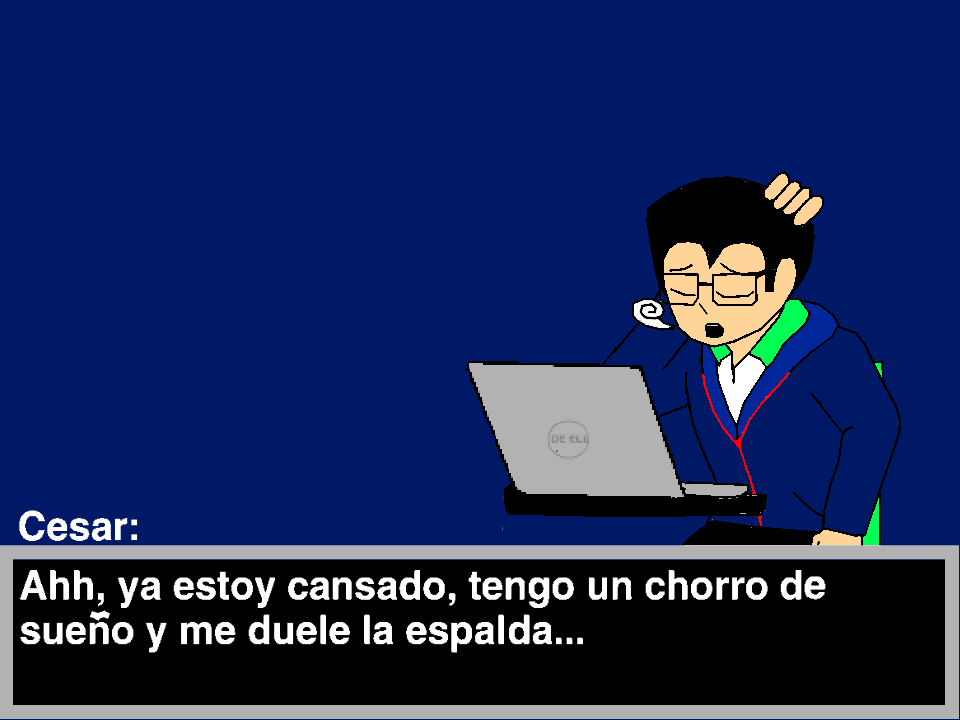 DE ELL
Cesar:
Ahh, ya estoy cansado, tengo un chorro de
sueño y me duele la espalda...